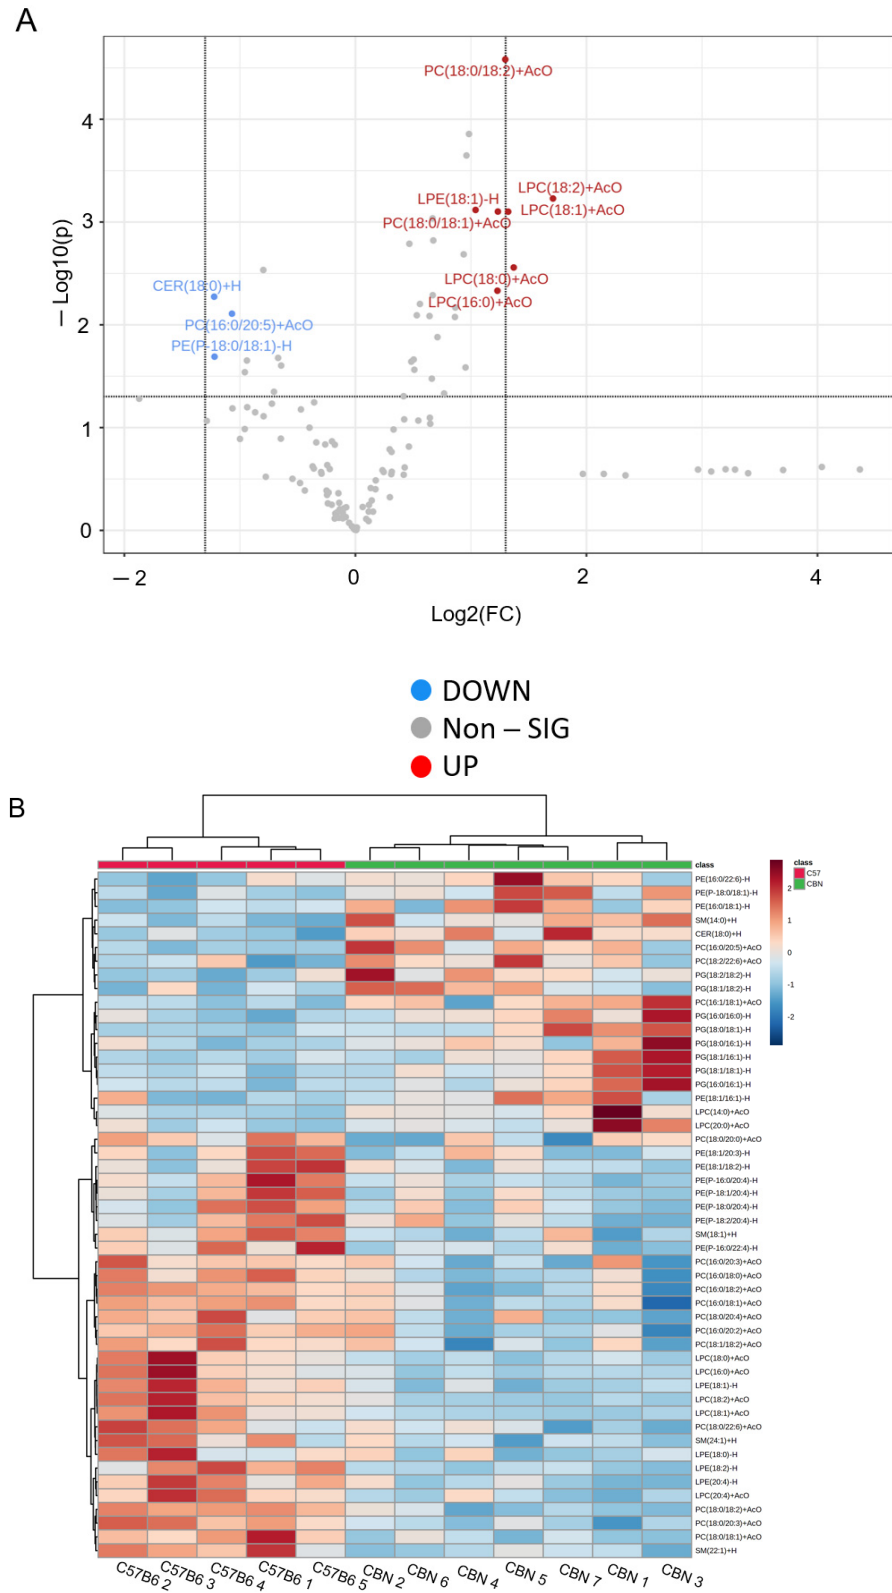 A
PC(18:0/18:2)+AcO
4
LPC(18:2)+AcO
LPE(18:1)-H
LPC(18:1)+AcO
PC(18:0/18:1)+AcO
3
LPC(18:0)+AcO
CER(18:0)+H
LPC(16:0)+AcO
PC(16:0/20:5)+AcO
2
PE(P-18:0/18:1)-H
1
0
– Log10(p)
– 2
0
2
4
Log2(FC)
DOWN
Non – SIG
UP
B
class
class
C57
CBN
2
1
0
-1
-2
PE(16:0/22:6)-H
PE(P-18:0/18:1)-H
PE(16:0/18:1)-H
SM(14:0)+H
CER(18:0)+H
PC(16:0/20:5)+AcO
PC(18:2/22:6)+AcO
PG(18:2/18:2)-H
PG(18:1/18:2)-H
PC(16:1/18:1)+AcO
PG(16:0/16:0)-H
PG(18:0/18:1)-H
PG(18:0/16:1)-H
PG(18:1/16:1)-H
PG(18:1/18:1)-H
PG(16:0/16:1)-H
PE(18:1/16:1)-H
LPC(14:0)+AcO
LPC(20:0)+AcO
PC(18:0/20:0)+AcO
PE(18:1/20:3)-H
PE(18:1/18:2)-H
PE(P-16:0/20:4)-H
PE(P-18:1/20:4)-H
PE(P-18:0/20:4)-H
PE(P-18:2/20:4)-H
SM(18:1)+H
PE(P-16:0/22:4)-H
PC(16:0/20:3)+AcO
PC(16:0/18:0)+AcO
PC(16:0/18:2)+AcO
PC(16:0/18:1)+AcO
PC(18:0/20:4)+AcO
PC(16:0/20:2)+AcO
PC(18:1/18:2)+AcO
LPC(18:0)+AcO
LPC(16:0)+AcO
LPE(18:1)-H
LPC(18:2)+AcO
LPC(18:1)+AcO
PC(18:0/22:6)+AcO
SM(24:1)+H
LPE(18:0)-H
LPE(18:2)-H
LPE(20:4)-H
LPC(20:4)+AcO
PC(18:0/18:2)+AcO
PC(18:0/20:3)+AcO
PC(18:0/18:1)+AcO
SM(22:1)+H
C57B6 2
C57B6 3
C57B6 4
C57B6 1
C57B6 5
CBN 2
CBN 6
CBN 4
CBN 5
CBN 7
CBN 1
CBN 3